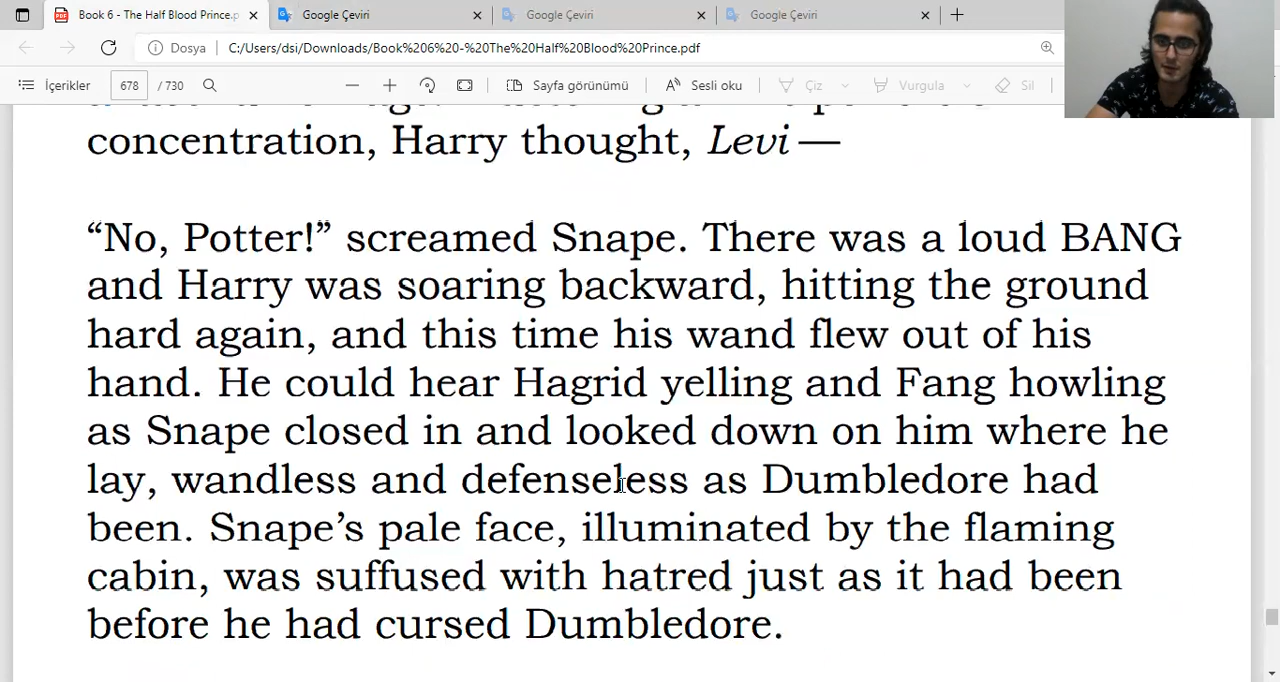 Book 6 - The Half Blood Prince.p
Google Çeviri
Google Çeviri
Google Çeviri
Dosya C:/Users/dsi/Downloads/Book%206%20-%20The%20Half%20Blood%20Prince.pdf
İçerikler 678 / 730 Sayfa görünümü Sesli oku Çiz Vurgula Sil
concentration, Harry thought, Levi —
“No, Potter!” screamed Snape. There was a loud BANG
and Harry was soaring backward, hitting the ground
hard again, and this time his wand flew out of his
hand. He could hear Hagrid yelling and Fang howling
as Snape closed in and looked down on him where he
lay, wandless and defenseless as Dumbledore had
been. Snape’s pale face, illuminated by the flaming
cabin, was suffused with hatred just as it had been
before he had cursed Dumbledore.